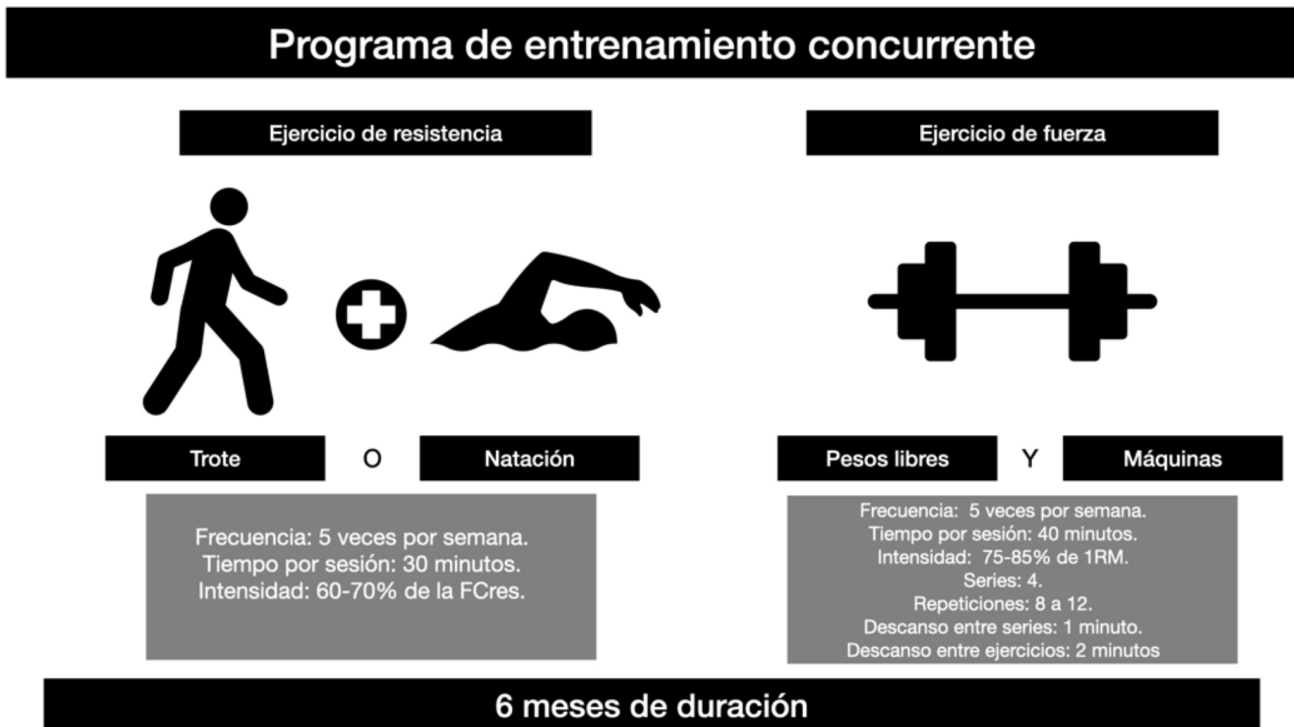 Programa de entrenamiento concurrente
Ejercicio de resistencia
Trote
O
Natación
Frecuencia: 5 veces por semana.
Tiempo por sesión: 30 minutos.
Intensidad: 60-70% de la FCres.
Ejercicio de fuerza
Pesos libres
Y
Máquinas
Frecuencia: 5 veces por semana.
Tiempo por sesión: 40 minutos.
Intensidad: 75-85% de 1RM.
Series: 4.
Repeticiones: 8 a 12.
Descanso entre series: 1 minuto.
Descanso entre ejercicios: 2 minutos
6 meses de duración